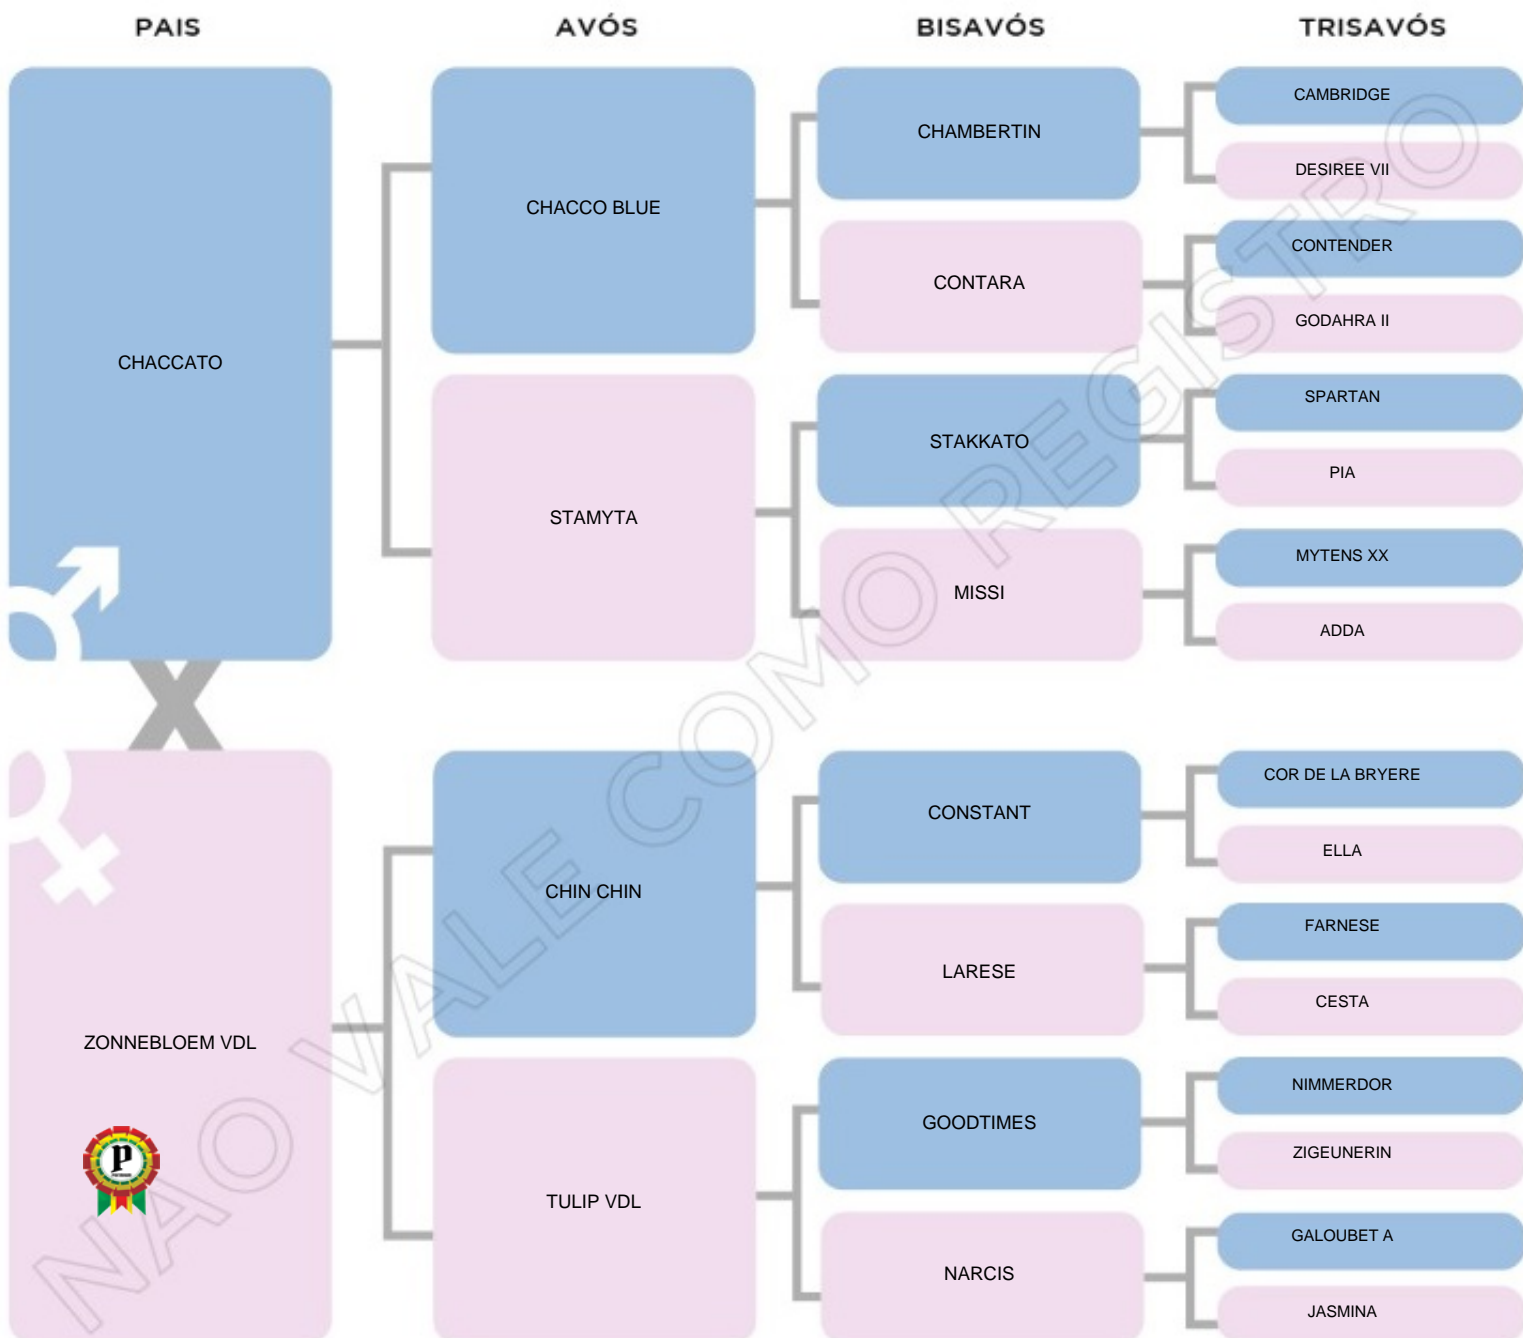 PAIS
AVÓS
BISAVÓS
TRISAVÓS
CHACCATO
CHACCO BLUE
STAMYTA
CHAMBERTIN
CONTARA
STAKKATO
MISSI
CAMBRIDGE
DESIREE VII
CONTENDER
GODAHRA II
SPARTAN
PIA
MYTENS XX
ADDA
X
ZONNEBLOEM VDL
P
CHIN CHIN
TULIP VDL
CONSTANT
LARESE
GOODTIMES
NARCIS
COR DE LA BRYERE
ELLA
FARNESE
CESTA
NIMMERDOR
ZIGEUNERIN
GALOUBET A
JASMINA
NAO VALE COMO REGISTRO